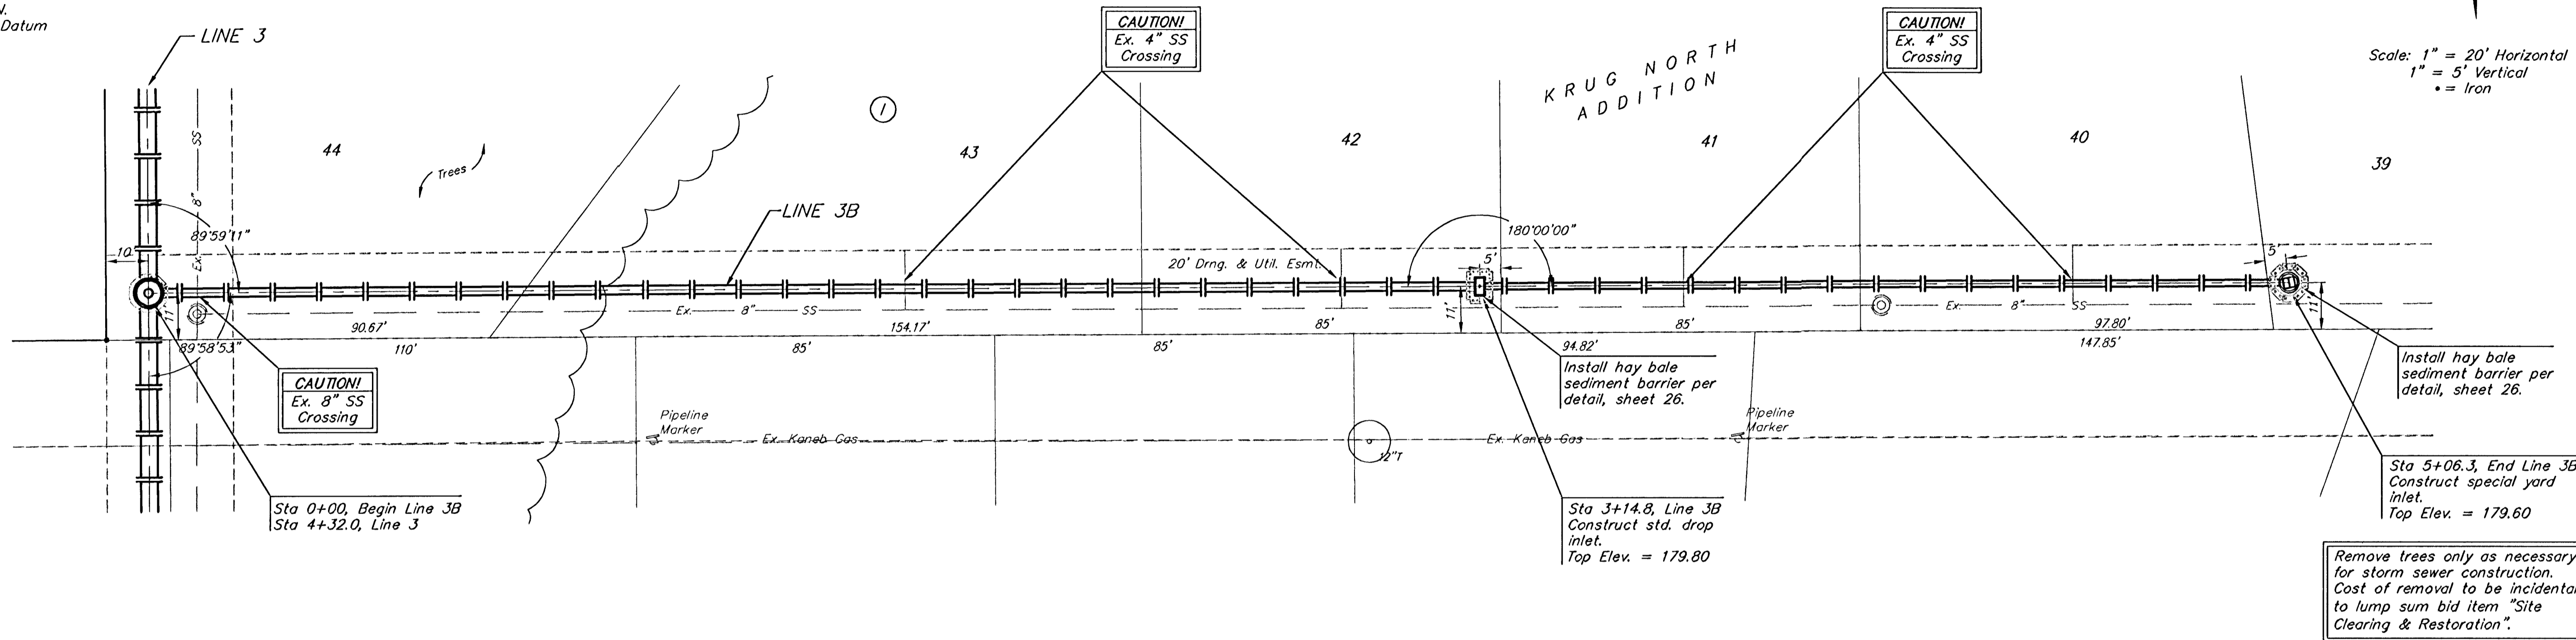 Datum
LINE 3
CAUTION!
Ex. 4" SS
Crossing
CAUTION!
Ex. 4" SS
Crossing
KRUG NORTH
ADDITION
Scale: 1" = 20' Horizontal
1" = 5' Vertical
• = Iron
1
44
Trees
43
42
41
40
39
Ex. 8" SS
LINE 3B
89°59'11"
180°00'00"
10'
20' Drng. & Util. Esmt.
5'
5'
11'
Ex. 8" SS
11'
Ex. 8" SS
11'
90.67'
154.17'
85'
85'
97.80'
89°58'53"
110'
85'
85'
94.82'
147.85'
CAUTION!
Ex. 8" SS
Crossing
Install hay bale
sediment barrier per
detail, sheet 26.
Install hay bale
sediment barrier per
detail, sheet 26.
Pipeline
Marker
Ex. Kaneb Gas
12"T
Ex. Kaneb Gas
Pipeline
Marker
Sta 0+00, Begin Line 3B
Sta 4+32.0, Line 3
Sta 3+14.8, Line 3B
Construct std. drop
inlet.
Top Elev. = 179.80
Sta 5+06.3, End Line 3B
Construct special yard
inlet.
Top Elev. = 179.60
Remove trees only as necessary
for storm sewer construction.
Cost of removal to be incidental
to lump sum bid item "Site
Clearing & Restoration".